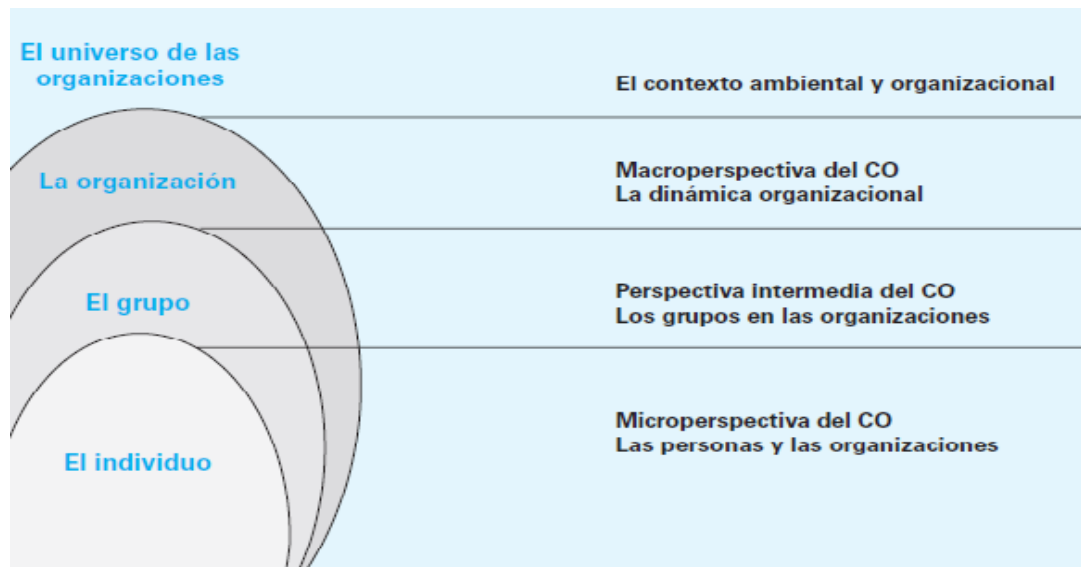 El universo de las
organizaciones
El contexto ambiental y organizacional
La organización
Macroperspectiva del CO
La dinámica organizacional
El grupo
Perspectiva intermedia del CO
Los grupos en las organizaciones
El individuo
Microperspectiva del CO
Las personas y las organizaciones